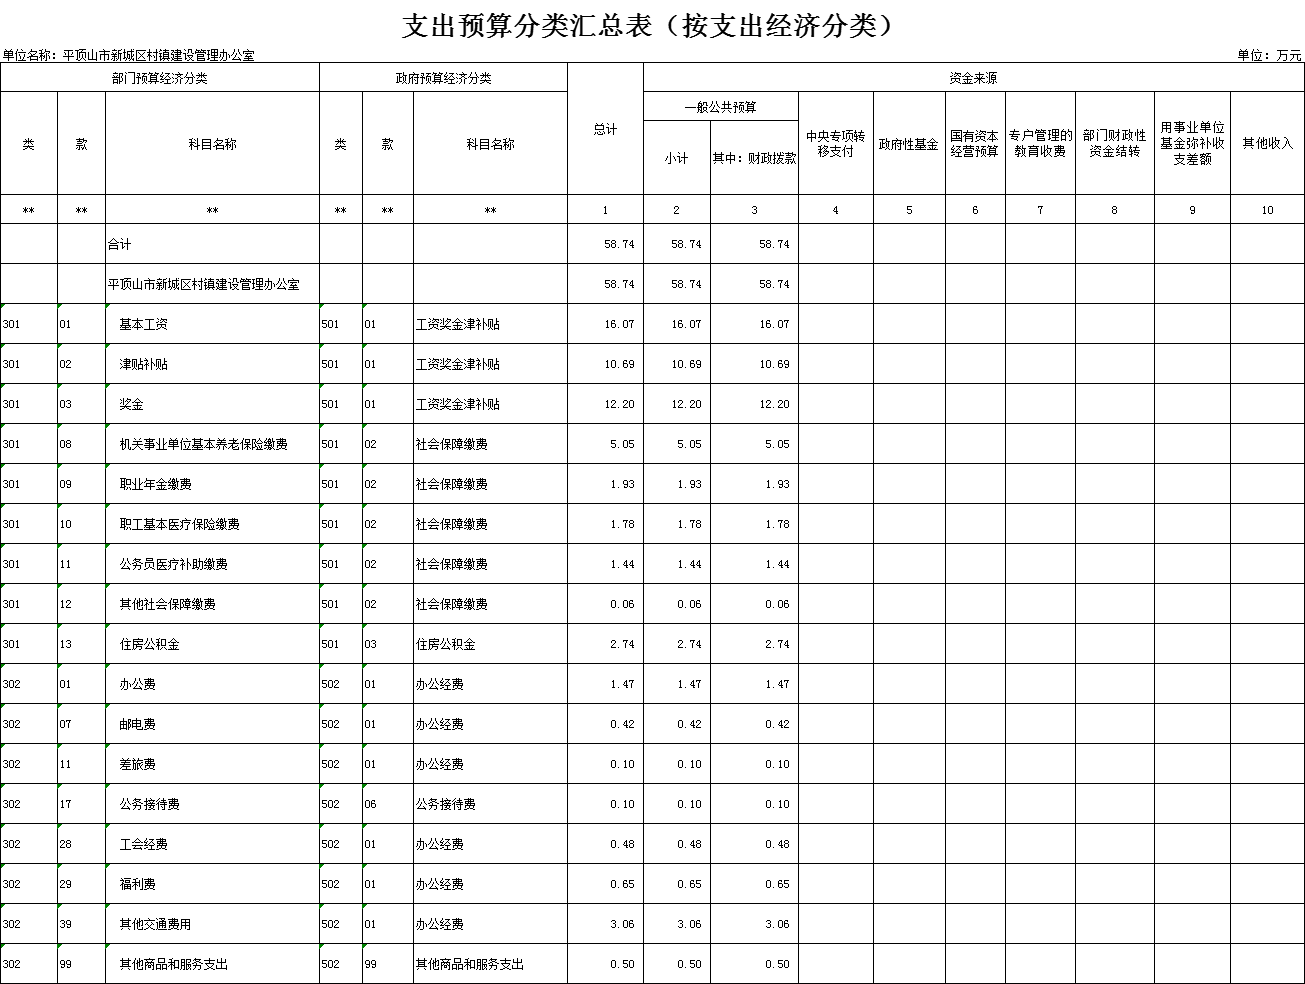 支出预算分类汇总表（按支出经济分类）
单位名称：平顶山市新城区村镇建设管理办公室 单位：万元
部门预算经济分类 政府预算经济分类 总计 资金来源
类 款 科目名称 类 款 科目名称 一般公共预算 中央专项转移支付 政府性基金 国有资本经营预算 专户管理的教育收费 部门财政性资金结转 用事业单位基金弥补收支差额 其他收入
小计 其中：财政拨款
** ** ** ** ** ** 1 2 3 4 5 6 7 8 9 10
合计 58.74 58.74 58.74
平顶山市新城区村镇建设管理办公室 58.74 58.74 58.74
301 01 基本工资 501 01 工资奖金津补贴 16.07 16.07 16.07
301 02 津贴补贴 501 01 工资奖金津补贴 10.69 10.69 10.69
301 03 奖金 501 01 工资奖金津补贴 12.20 12.20 12.20
301 08 机关事业单位基本养老保险缴费 501 02 社会保障缴费 5.05 5.05 5.05
301 09 职业年金缴费 501 02 社会保障缴费 1.93 1.93 1.93
301 10 职工基本医疗保险缴费 501 02 社会保障缴费 1.78 1.78 1.78
301 11 公务员医疗补助缴费 501 02 社会保障缴费 1.44 1.44 1.44
301 12 其他社会保障缴费 501 02 社会保障缴费 0.06 0.06 0.06
301 13 住房公积金 501 03 住房公积金 2.74 2.74 2.74
302 01 办公费 502 01 办公经费 1.47 1.47 1.47
302 07 邮电费 502 01 办公经费 0.42 0.42 0.42
302 11 差旅费 502 01 办公经费 0.10 0.10 0.10
302 17 公务接待费 502 06 公务接待费 0.10 0.10 0.10
302 28 工会经费 502 01 办公经费 0.48 0.48 0.48
302 29 福利费 502 01 办公经费 0.65 0.65 0.65
302 39 其他交通费用 502 01 办公经费 3.06 3.06 3.06
302 99 其他商品和服务支出 502 99 其他商品和服务支出 0.50 0.50 0.50